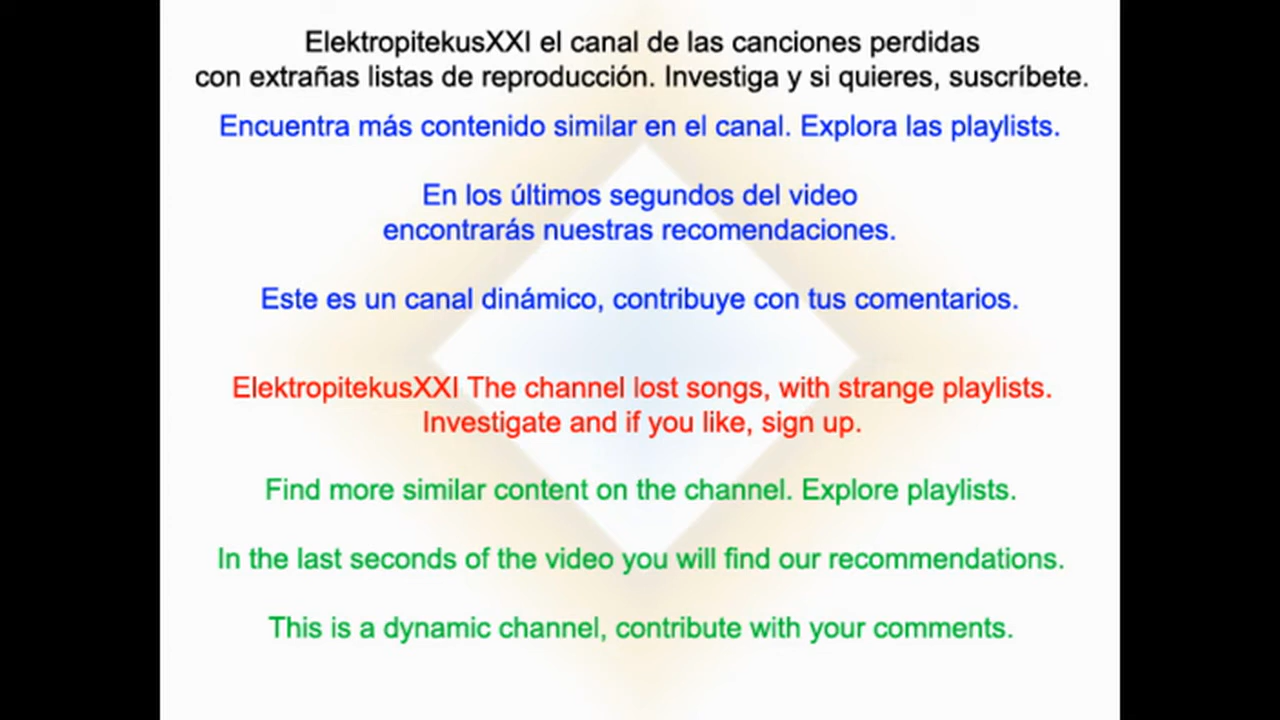 ElektropitekusXXI el canal de las canciones perdidas
con extrañas listas de reproducción. Investiga y si quieres, suscríbete.
Encuentra más contenido similar en el canal. Explora las playlists.
En los últimos segundos del video
encontrarás nuestras recomendaciones.
Este es un canal dinámico, contribuye con tus comentarios.
ElektropitekusXXI The channel lost songs, with strange playlists.
Investigate and if you like, sign up.
Find more similar content on the channel. Explore playlists.
In the last seconds of the video you will find our recommendations.
This is a dynamic channel, contribute with your comments.